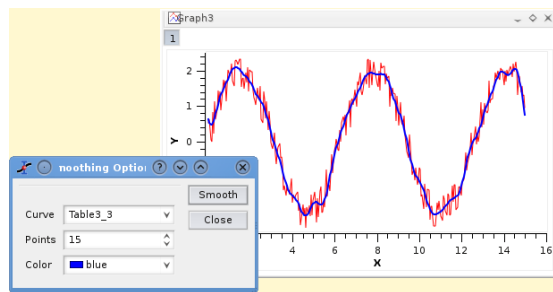 Graph3
1
2
1
0
Y
4
6
8
10
12
14
16
X
noothing Option
Smooth
Curve Table3_3
Close
Points 15
Color blue